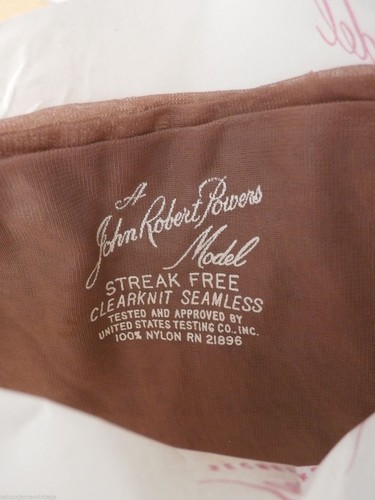 A
John Robert Powers
Model
STREAK FREE
CLEARKNIT SEAMLESS
TESTED AND APPROVED BY
UNITED STATES TESTING CO., INC.
100% NYLON RN 21896